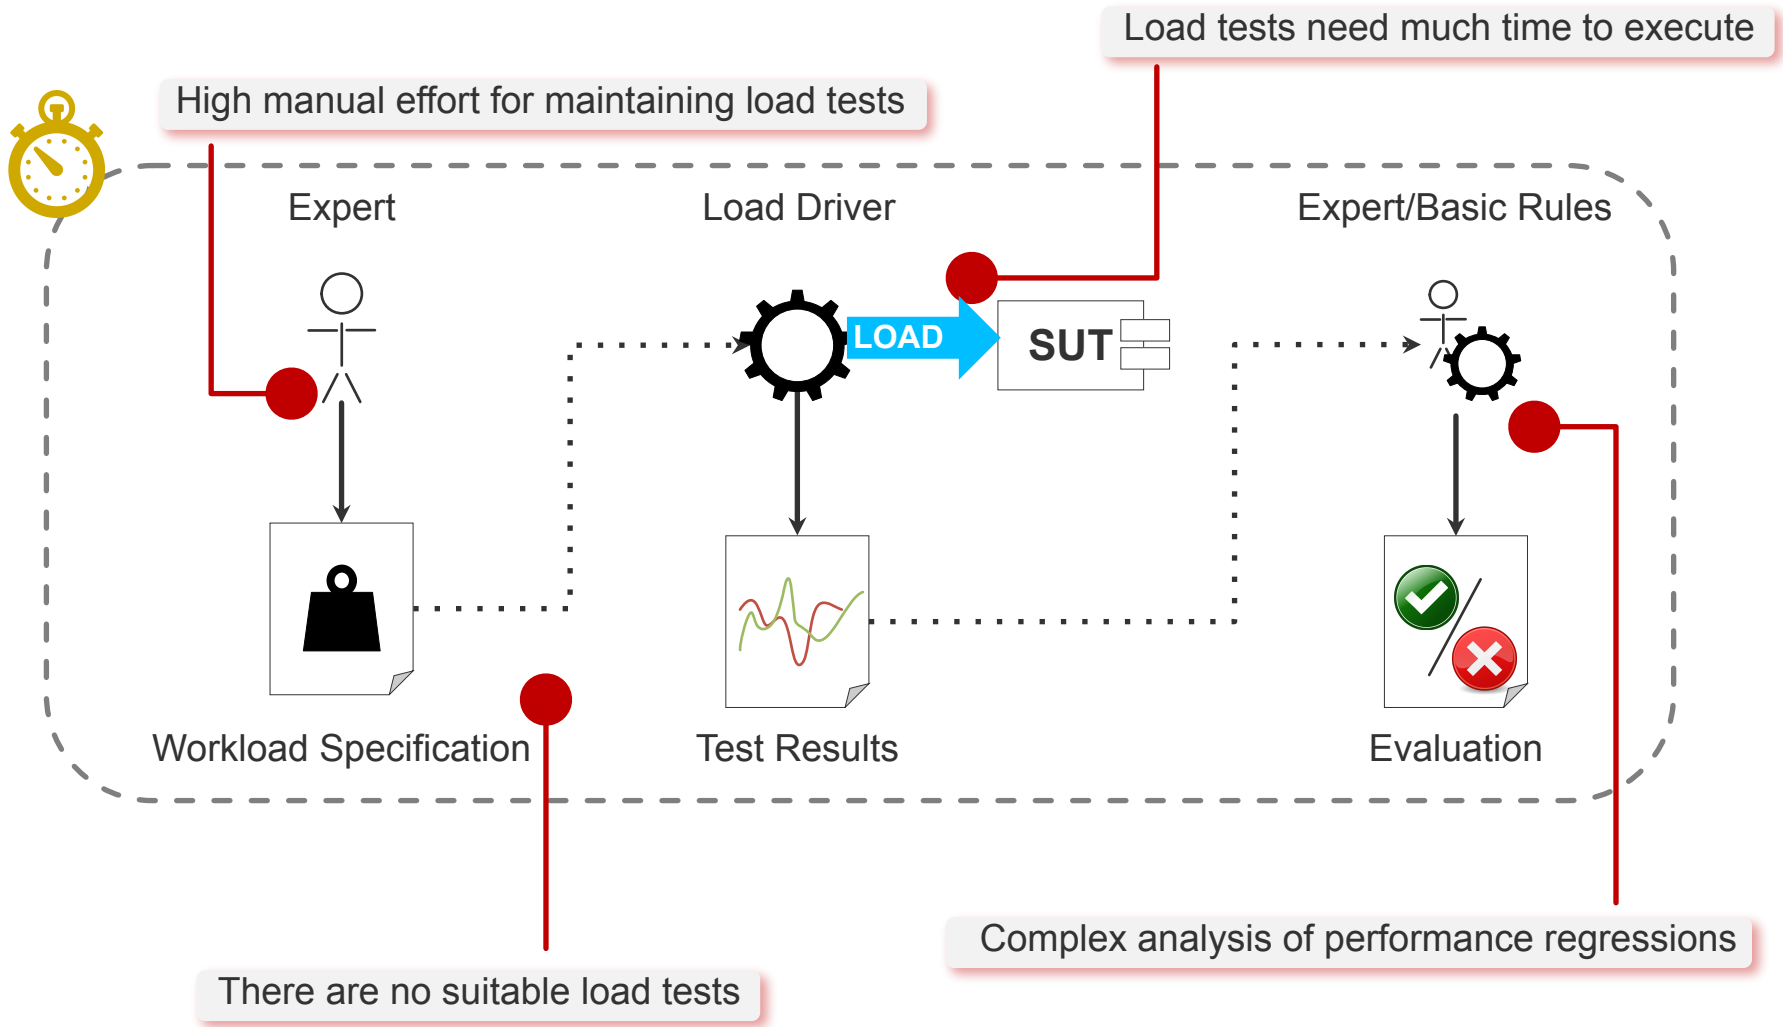 Load tests need much time to execute
High manual effort for maintaining load tests
Expert
Load Driver
Expert/Basic Rules
LOAD
SUT
Workload Specification
Test Results
Evaluation
Complex analysis of performance regressions
There are no suitable load tests